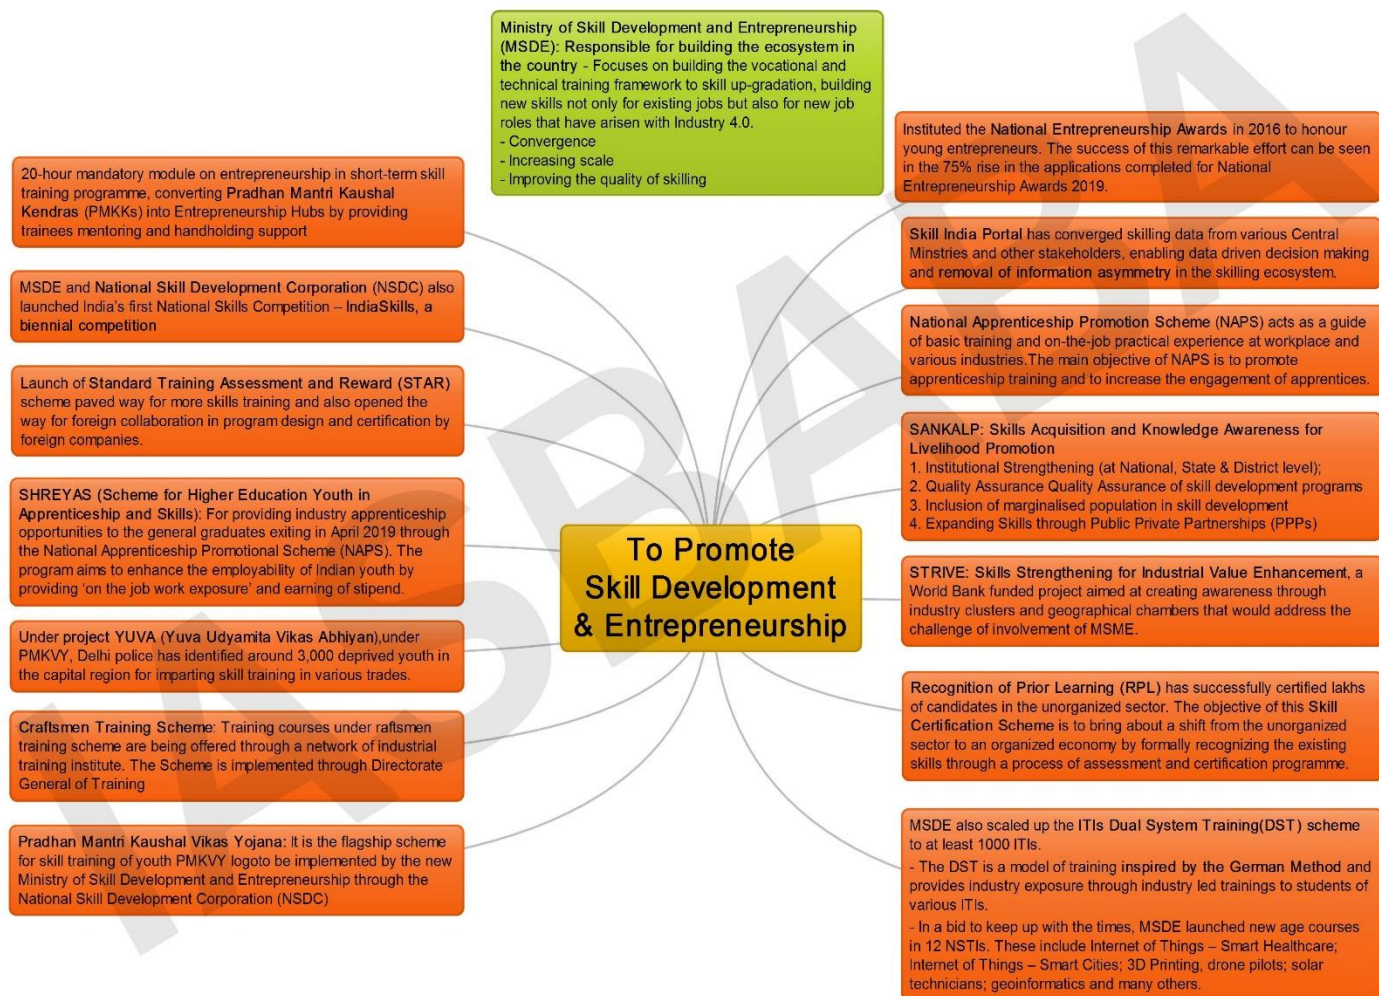 Ministry of Skill Development and Entrepreneurship
(MSDE): Responsible for building the ecosystem in
the country - Focuses on building the vocational and
technical training framework to skill up-gradation, building
new skills not only for existing jobs but also for new job
roles that have arisen with Industry 4.0.
- Convergence
- Increasing scale
- Improving the quality of skilling
20-hour mandatory module on entrepreneurship in short-term skill
training programme, converting Pradhan Mantri Kaushal
Kendras (PMKKs) into Entrepreneurship Hubs by providing
trainees mentoring and handholding support
MSDE and National Skill Development Corporation (NSDC) also
launched India's first National Skills Competition – IndiaSkills, a
biennial competition
Launch of Standard Training Assessment and Reward (STAR)
scheme paved way for more skills training and also opened the
way for foreign collaboration in program design and certification by
foreign companies.
SHREYAS (Scheme for Higher Education Youth in
Apprenticeship and Skills): For providing industry apprenticeship
opportunities to the general graduates exiting in April 2019 through
the National Apprenticeship Promotional Scheme (NAPS). The
program aims to enhance the employability of Indian youth by
providing 'on the job work exposure' and earning of stipend.
Under project YUVA (Yuva Udyamita Vikas Abhiyan),under
PMKVY, Delhi police has identified around 3,000 deprived youth in
the capital region for imparting skill training in various trades.
Craftsmen Training Scheme: Training courses under raftsmen
training scheme are being offered through a network of industrial
training institute. The Scheme is implemented through Directorate
General of Training
Pradhan Mantri Kaushal Vikas Yojana: It is the flagship scheme
for skill training of youth PMKVY logoto be implemented by the new
Ministry of Skill Development and Entrepreneurship through the
National Skill Development Corporation (NSDC)
To Promote
Skill Development
& Entrepreneurship
Instituted the National Entrepreneurship Awards in 2016 to honour
young entrepreneurs. The success of this remarkable effort can be seen
in the 75% rise in the applications completed for National
Entrepreneurship Awards 2019.
Skill India Portal has converged skilling data from various Central
Minstries and other stakeholders, enabling data driven decision making
and removal of information asymmetry in the skilling ecosystem.
National Apprenticeship Promotion Scheme (NAPS) acts as a guide
of basic training and on-the-job practical experience at workplace and
various industries.The main objective of NAPS is to promote
apprenticeship training and to increase the engagement of apprentices.
SANKALP: Skills Acquisition and Knowledge Awareness for
Livelihood Promotion
1. Institutional Strengthening (at National, State & District level);
2. Quality Assurance Quality Assurance of skill development programs
3. Inclusion of marginalised population in skill development
4. Expanding Skills through Public Private Partnerships (PPPs)
STRIVE: Skills Strengthening for Industrial Value Enhancement, a
World Bank funded project aimed at creating awareness through
industry clusters and geographical chambers that would address the
challenge of involvement of MSME.
Recognition of Prior Learning (RPL) has successfully certified lakhs
of candidates in the unorganized sector. The objective of this Skill
Certification Scheme is to bring about a shift from the unorganized
sector to an organized economy by formally recognizing the existing
skills through a process of assessment and certification programme.
MSDE also scaled up the ITIs Dual System Training(DST) scheme
to at least 1000 ITIs.
- The DST is a model of training inspired by the German Method and
provides industry exposure through industry led trainings to students of
various ITIs.
- In a bid to keep up with the times, MSDE launched new age courses
in 12 NSTIs. These include Internet of Things – Smart Healthcare;
Internet of Things – Smart Cities; 3D Printing, drone pilots; solar
technicians; geoinformatics and many others.
IASBABA